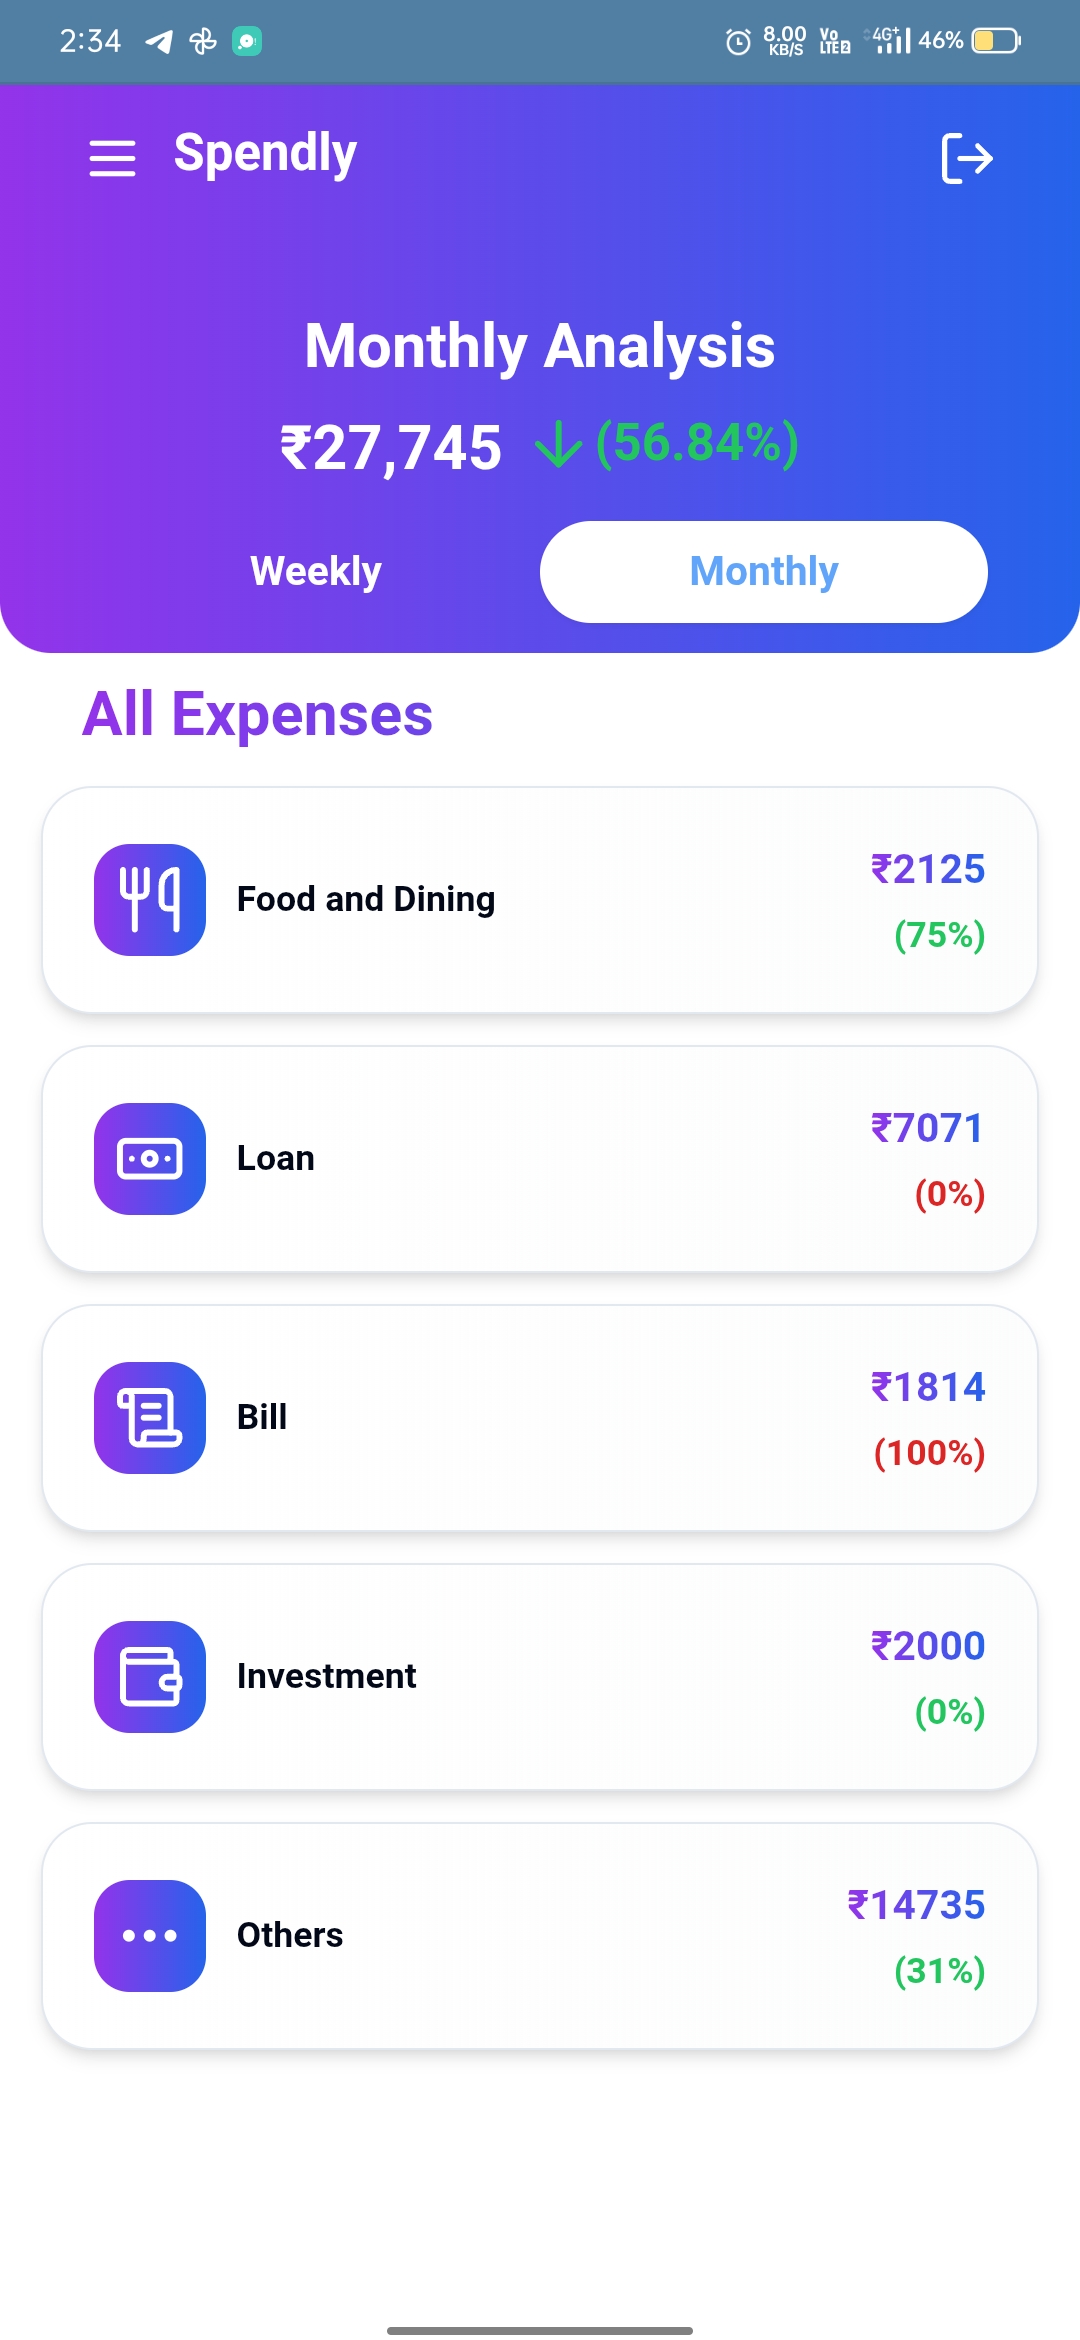 2:34 8.00 KB/S Vo LTE 2 4G+ 46%
Spendly
Monthly Analysis
₹27,745 ↓ (56.84%)
Weekly Monthly
All Expenses
Food and Dining ₹2125
(75%)
Loan ₹7071
(0%)
Bill ₹1814
(100%)
Investment ₹2000
(0%)
Others ₹14735
(31%)